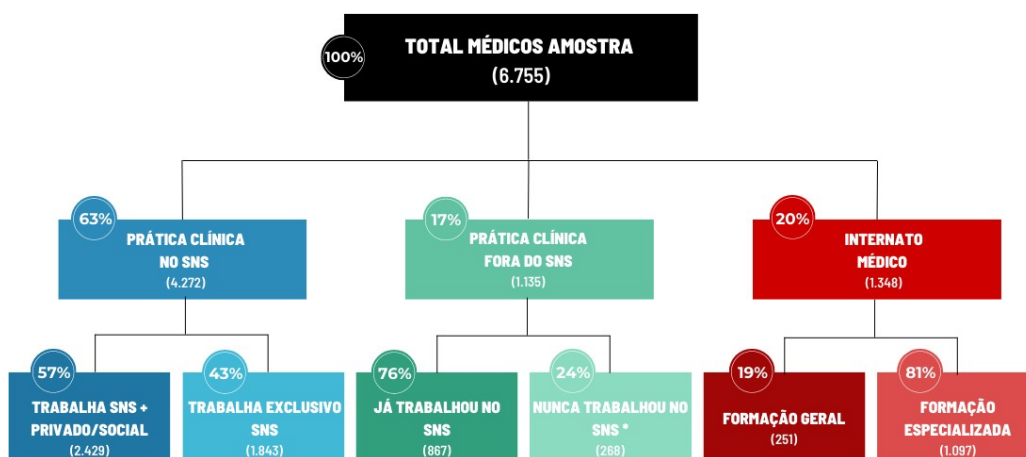 100%
TOTAL MÉDICOS AMOSTRA
(6.755)
63%
PRÁTICA CLÍNICA
NO SNS
(4.272)
17%
PRÁTICA CLÍNICA
FORA DO SNS
(1.135)
20%
INTERNATO
MÉDICO
(1.348)
57%
TRABALHA SNS +
PRIVADO/SOCIAL
(2.429)
43%
TRABALHA EXCLUSIVO
SNS
(1.843)
76%
JÁ TRABALHOU NO
SNS
(867)
24%
NUNCA TRABALHOU NO
SNS *
(268)
19%
FORMAÇÃO GERAL
(251)
81%
FORMAÇÃO
ESPECIALIZADA
(1.097)